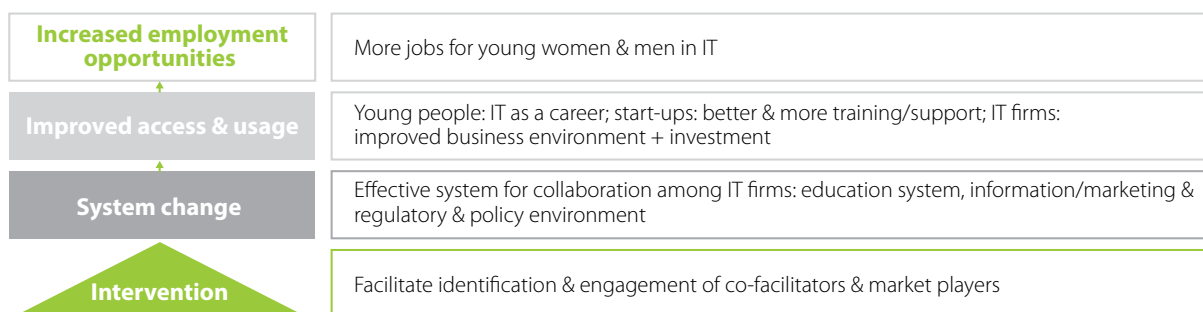 Increased employment
opportunities
More jobs for young women & men in IT
Improved access & usage
Young people: IT as a career; start-ups: better & more training/support; IT firms:
improved business environment + investment
System change
Effective system for collaboration among IT firms: education system, information/marketing &
regulatory & policy environment
Intervention
Facilitate identification & engagement of co-facilitators & market players